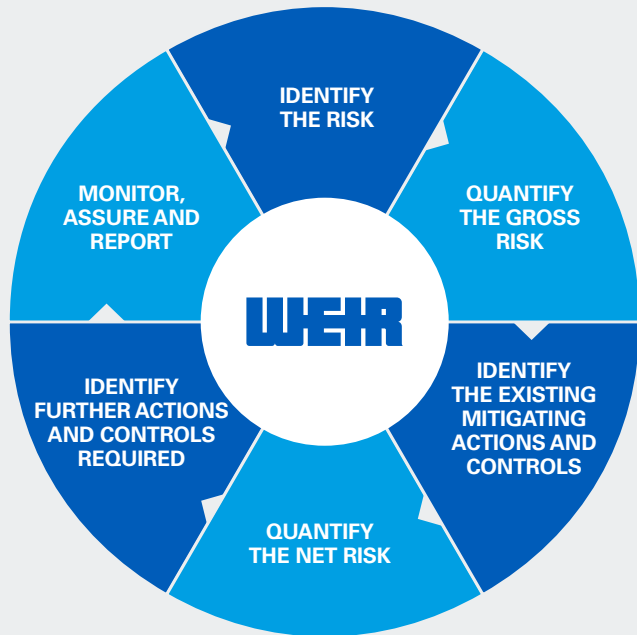 IDENTIFY
THE RISK
QUANTIFY
THE GROSS
RISK
IDENTIFY
THE EXISTING
MITIGATING
ACTIONS AND
CONTROLS
QUANTIFY
THE NET RISK
IDENTIFY
FURTHER ACTIONS
AND CONTROLS
REQUIRED
MONITOR,
ASSURE AND
REPORT
WEIR